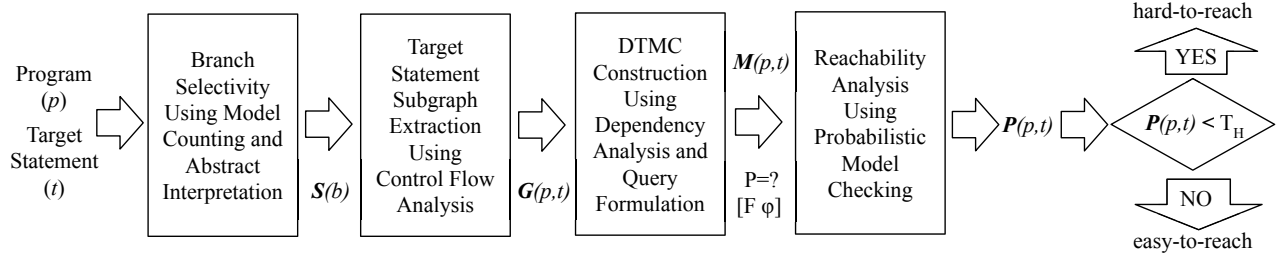 Program
(p)
Target
Statement
(t)
Branch
Selectivity
Using Model
Counting and
Abstract
Interpretation
S(b)
Target
Statement
Subgraph
Extraction
Using
Control Flow
Analysis
G(p,t)
DTMC
Construction
Using
Dependency
Analysis and
Query
Formulation
M(p,t)
P=?
[F φ]
Reachability
Analysis
Using
Probabilistic
Model
Checking
P(p,t)
hard-to-reach
YES
P(p,t) < T_H
NO
easy-to-reach